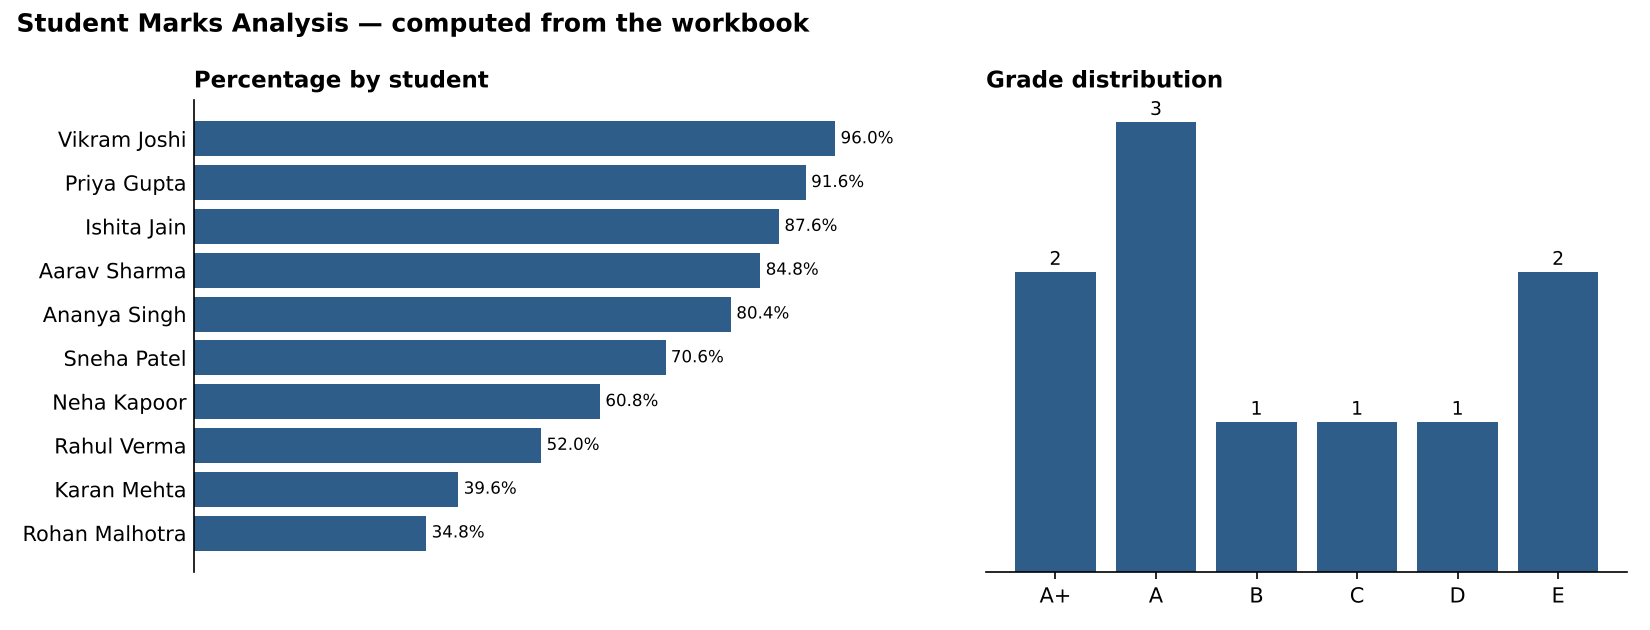 Student Marks Analysis — computed from the workbook
Percentage by student
Vikram Joshi 96.0%
Priya Gupta 91.6%
Ishita Jain 87.6%
Aarav Sharma 84.8%
Ananya Singh 80.4%
Sneha Patel 70.6%
Neha Kapoor 60.8%
Rahul Verma 52.0%
Karan Mehta 39.6%
Rohan Malhotra 34.8%
Grade distribution
2 3 1 1 1 2
A+ A B C D E